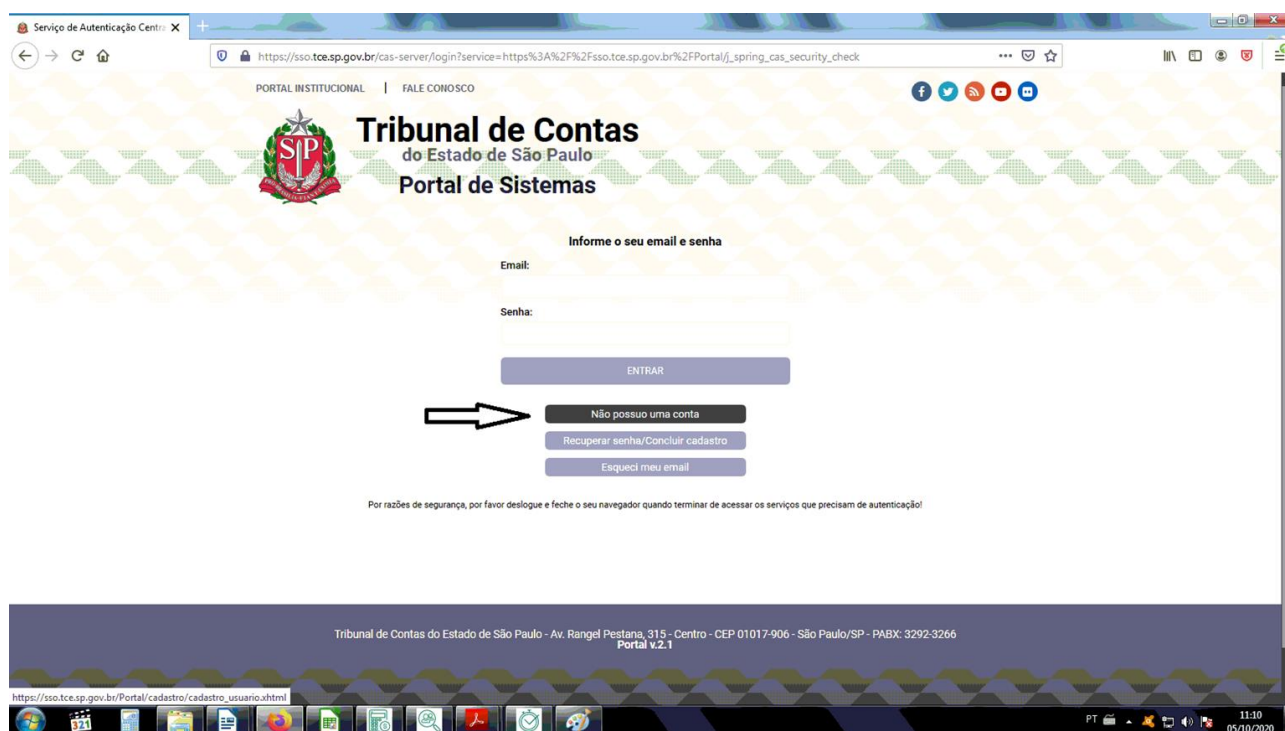 Serviço de Autenticação Centr
https://sso.tce.sp.gov.br/cas-server/login?service=https%3A%2F%2Fsso.tce.sp.gov.br%2FPortal/j_spring_cas_security_check
PORTAL INSTITUCIONAL | FALE CONOSCO
SP
Tribunal de Contas
do Estado de São Paulo
Portal de Sistemas
Informe o seu email e senha
Email:
Senha:
ENTRAR
Não possuo uma conta
Recuperar senha/Concluir cadastro
Esqueci meu email
Por razões de segurança, por favor deslogue e feche o seu navegador quando terminar de acessar os serviços que precisam de autenticação!
Tribunal de Contas do Estado de São Paulo - Av. Rangel Pestana, 315 - Centro - CEP 01017-906 - São Paulo/SP - PABX: 3292-3266
Portal v.2.1
https://sso.tce.sp.gov.br/Portal/cadastro/cadastro_usuario.xhtml
321
PT
11:10
05/10/2020